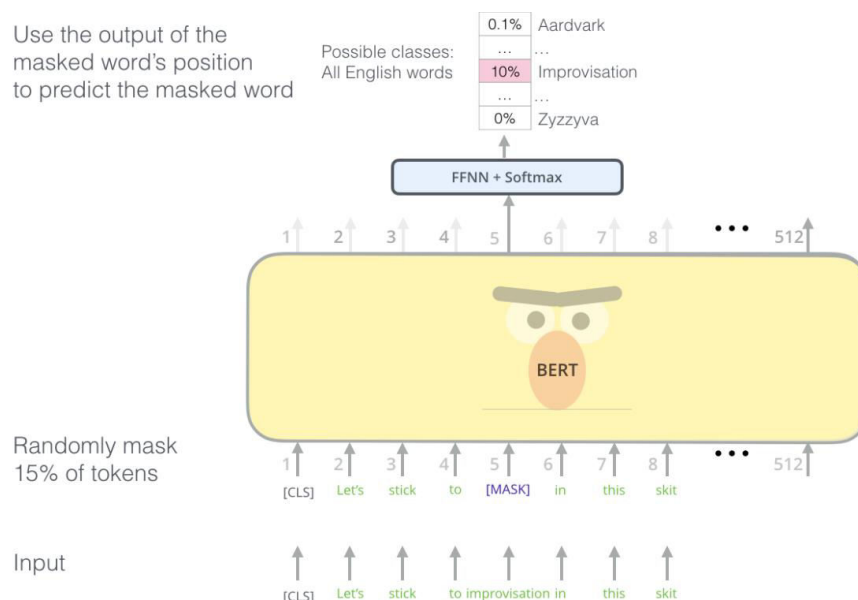 Use the output of the
masked word's position
to predict the masked word
Possible classes:
All English words
0.1% Aardvark
... ...
10% Improvisation
... ...
0% Zyzzyva
FFNN + Softmax
1 2 3 4 5 6 7 8 ••• 512
BERT
Randomly mask
15% of tokens
1 2 3 4 5 6 7 8 ••• 512
[CLS] Let's stick to [MASK] in this skit
Input
[CLS] Let's stick to improvisation in this skit